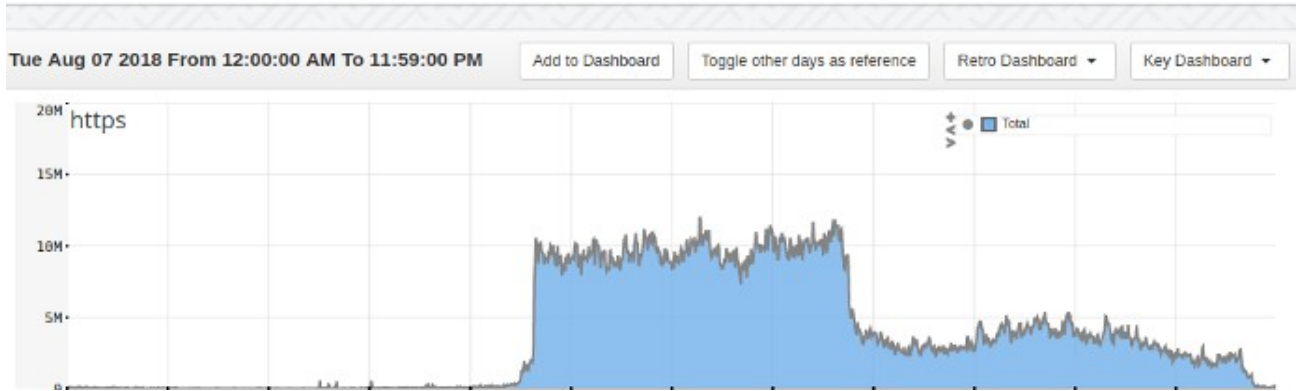 Tue Aug 07 2018 From 12:00:00 AM To 11:59:00 PM
Add to Dashboard
Toggle other days as reference
Retro Dashboard
Key Dashboard
20M
https
Total
15M
10M
5M
0